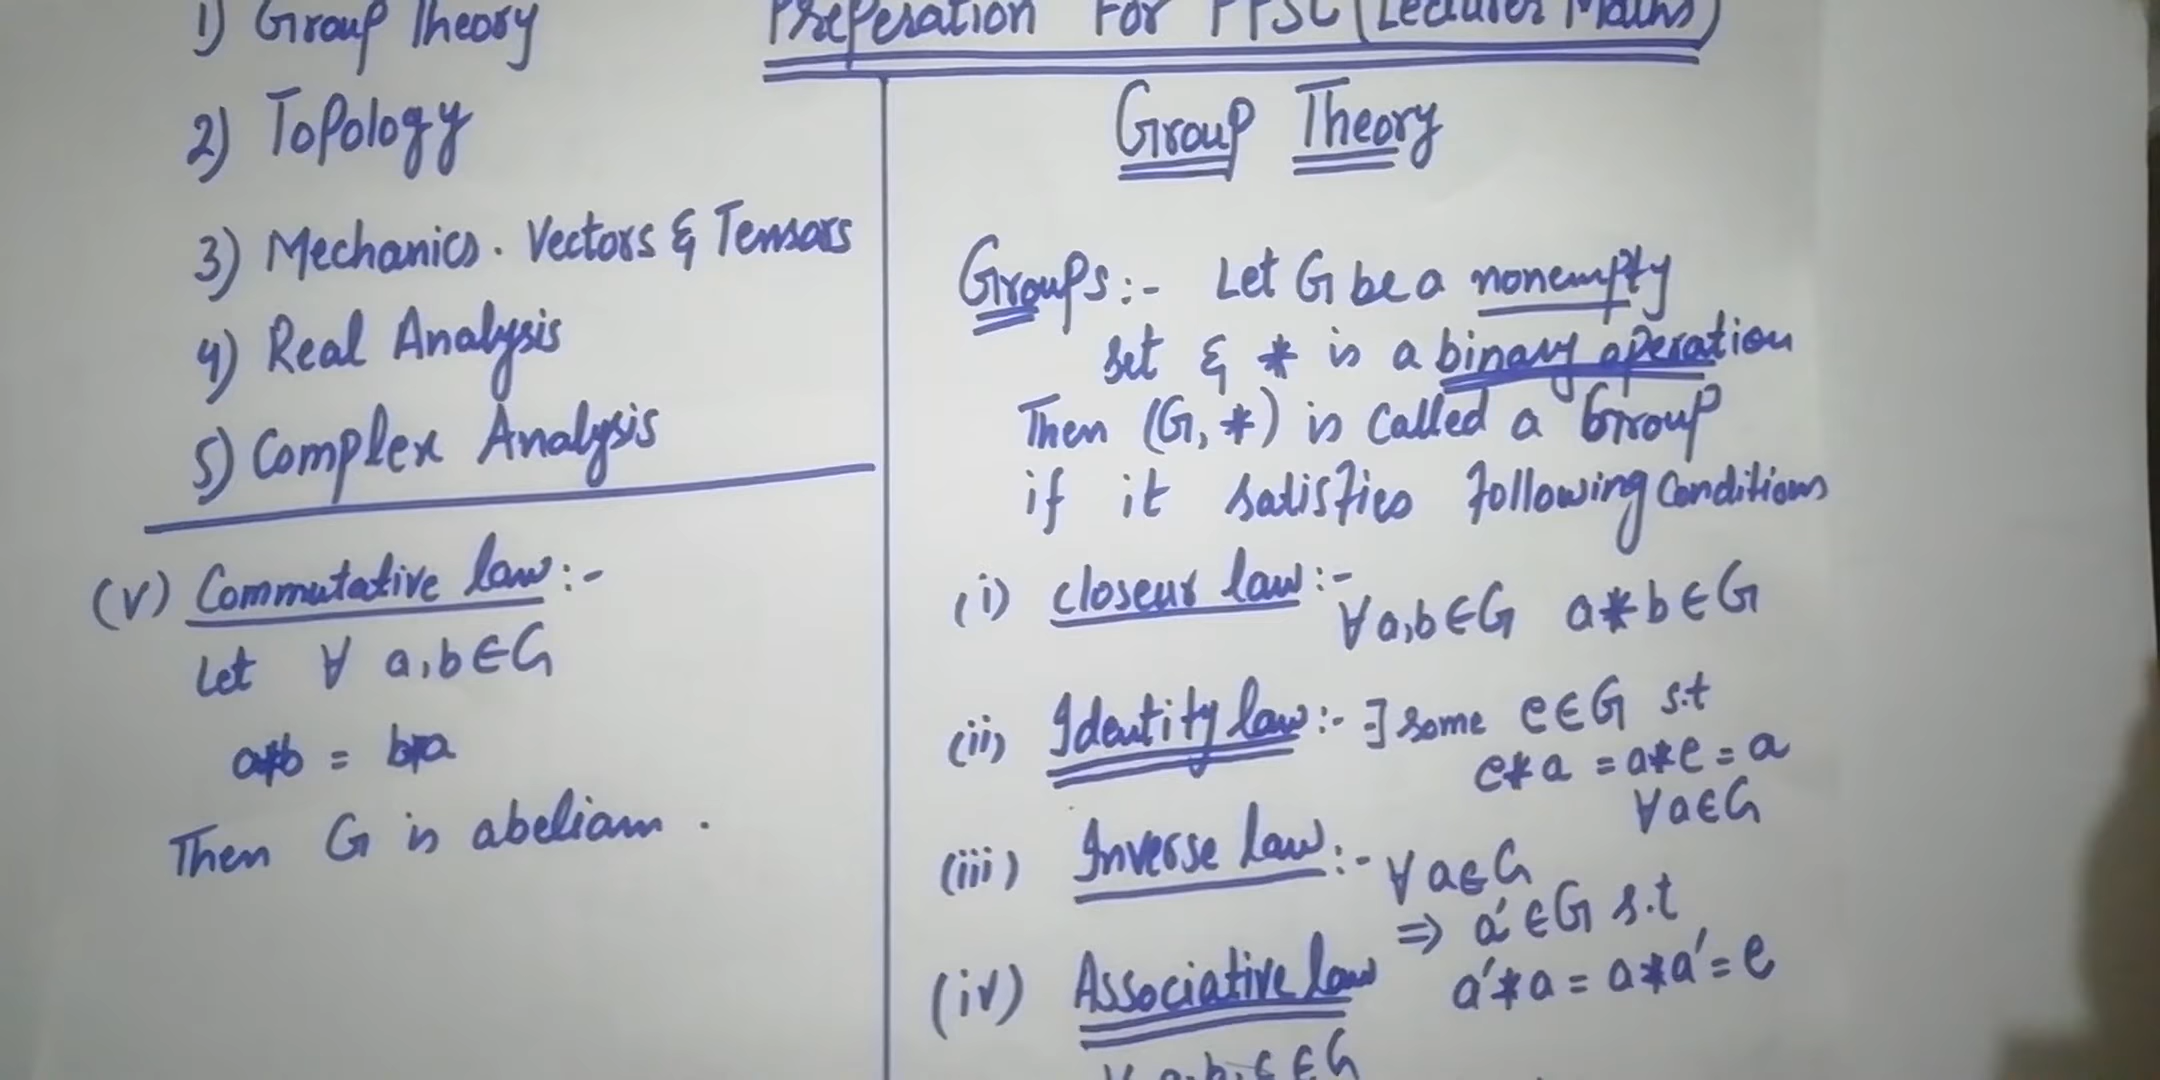 Preperation For PPSC (Lecturer Maths)
1) Group Theory
2) Topology
3) Mechanics. Vectors & Tensors
4) Real Analysis
5) Complex Analysis
(v) Commutative law:-
Let ∀ a,b∈G
a*b = b*a
Then G is abeliam.
Group Theory
Groups:- Let G be a nonempty
set & * is a binary operation
Then (G, *) is called a Group
if it satisfies following conditions
(i) closeur law:- ∀ a,b∈G a*b∈G
(ii) Identity law:- ∃ some e∈G s.t
e*a = a*e = a
∀ a∈G
(iii) Inverse law:- ∀ a∈G
⇒ a'∈G s.t
a'*a = a*a' = e
(iv) Associative law
∀ a,b,c∈G